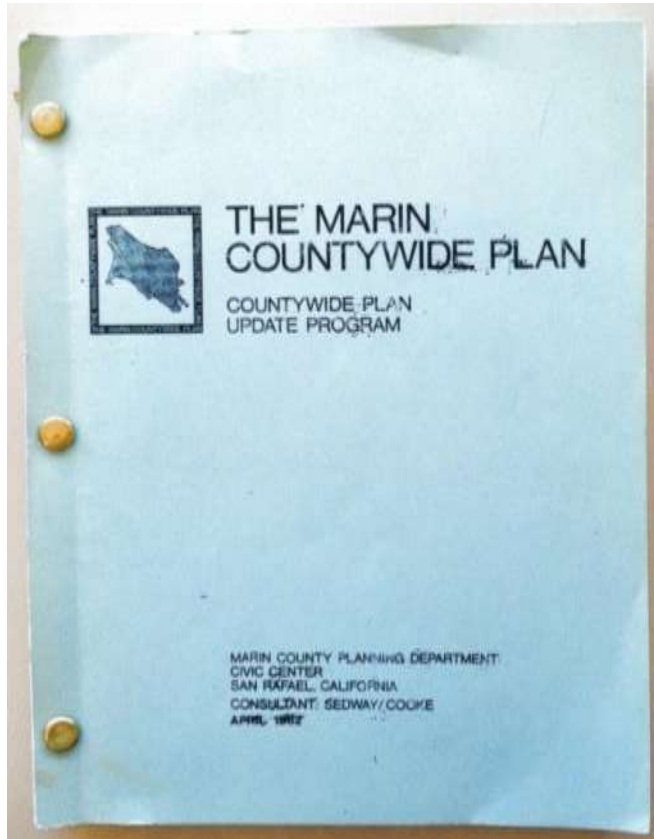 THE MARIN
COUNTYWIDE PLAN
COUNTYWIDE PLAN
UPDATE PROGRAM
MARIN COUNTY PLANNING DEPARTMENT
CIVIC CENTER
SAN RAFAEL, CALIFORNIA
CONSULTANT: SEDWAY/COOKE
APRIL